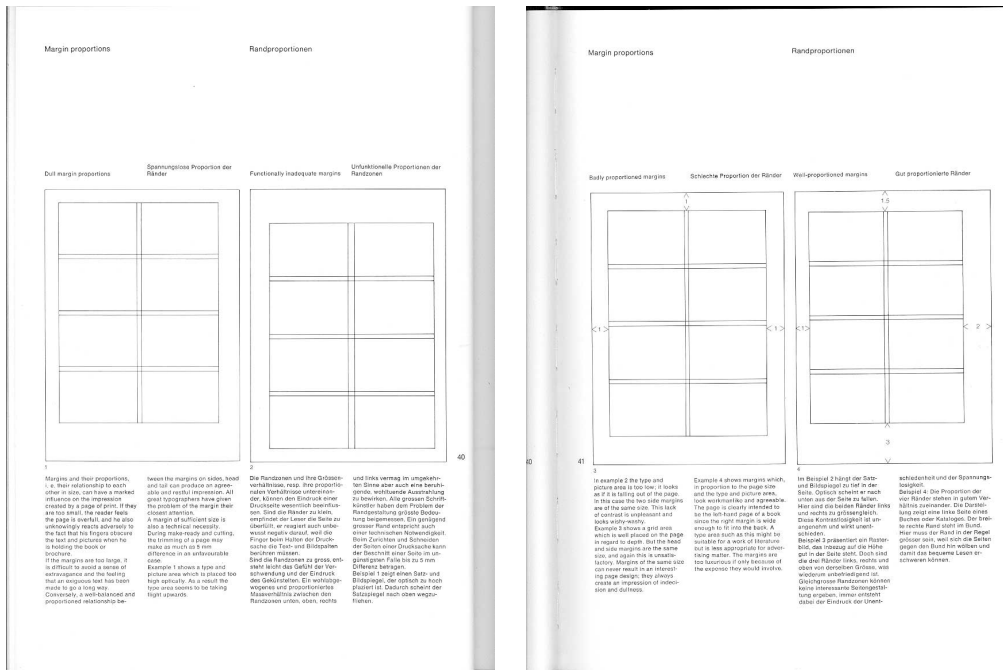 Margin proportions
Randproportionen
Dull margin proportions
Spannungslose Proportion der
Ränder
Functionally inadequate margins
Unfunktionelle Proportionen der
Randzonen
1
3
40
Margins and their proportions,
i. e. their relationship to each
other in size, can have a marked
influence on the impression
created by a page of print. If they
are too small, the reader feels
the page is overfull, and he also
unknowingly reacts adversely to
the fact that his fingers obscure
the text and pictures when he
is holding the book or
brochure.
If the margins are too large, it
is difficult to avoid a sense of
extravagance and the feeling
that an exiguous text has been
made to go a long way.
Conversely, a well-balanced and
proportioned relationship be-
tween the margins on sides, head
and tail can produce an agree-
able and restful impression. All
great typographers have given
the problem of the margin their
closest attention.
A margin of sufficient size is
also a technical necessity.
During make-ready and cutting,
the trimming of a page may
make as much as 5 mm
difference in an unfavourable
case.
Example 1 shows a type and
picture area which is placed too
high optically. As a result the
type area seems to be taking
flight upwards.
Die Randzonen und ihre Grössen-
verhältnisse, resp. ihre proportio-
nalen Verhältnisse untereinan-
der, können den Eindruck einer
Druckseite wesentlich beeinflus-
sen. Sind die Ränder zu klein,
empfindet der Leser die Seite zu
überfüllt, er reagiert auch unbe-
wusst negativ darauf, weil die
Finger beim Halten der Druck-
sache die Text- und Bildspalten
berühren müssen.
Sind die Randzonen zu gross, ent-
steht leicht das Gefühl der Ver-
schwendung und der Eindruck
des Gekünstelten. Ein wohlabge-
wogenes und proportioniertes
Massverhältnis zwischen den
Randzonen unten, oben, rechts
und links vermag im umgekehr-
ten Sinne aber auch eine beruhi-
gende, wohltuende Ausstrahlung
zu bewirken. Alle grossen Schrift-
künstler haben dem Problem der
Randgestaltung grösste Bedeu-
tung beigemessen. Ein genügend
grosser Rand entspricht auch
einer technischen Notwendigkeit.
Beim Zurichten und Schneiden
der Seiten einer Drucksache kann
der Beschnitt einer Seite im un-
günstigsten Falle bis zu 5 mm
Differenz betragen.
Beispiel 1 zeigt einen Satz- und
Bildspiegel, der optisch zu hoch
plaziert ist. Dadurch scheint der
Satzspiegel nach oben wegzu-
fliehen.
Margin proportions
Randproportionen
Badly proportioned margins
Schlechte Proportion der Ränder
Well-proportioned margins
Gut proportionierte Ränder
1
1.5
<1>
<1>
<1>
< 2 >
3
40
41
3
4
In example 2 the type and
picture area is too low; it looks
as if it is falling out of the page.
In this case the two side margins
are of the same size. This lack
of contrast is unpleasant and
looks wishy-washy.
Example 3 shows a grid area
which is well placed on the page
in regard to depth. But the head
and side margins are the same
size, and again this is unsatis-
factory. Margins of the same size
can never result in an interest-
ing page design; they always
create an impression of indeci-
sion and dullness.
Example 4 shows margins which,
in proportion to the page size
and the type and picture area,
look workmanlike and agreeable.
The page is clearly intended to
be the left-hand page of a book
since the right margin is wide
enough to fit into the back. A
type area such as this might be
suitable for a work of literature
but is less appropriate for adver-
tising matter. The margins are
too luxurious if only because of
the expense they would involve.
Im Beispiel 2 hängt der Satz-
und Bildspiegel zu tief in der
Seite. Optisch scheint er nach
unten aus der Seite zu fallen.
Hier sind die beiden Ränder links
und rechts zu grössengleich.
Diese Kontrastlosigkeit ist un-
angenehm und wirkt unent-
schieden.
Beispiel 3 präsentiert ein Raster-
bild, das inbezug auf die Höhe
gut in der Seite steht. Doch sind
die drei Ränder links, rechts und
oben von derselben Grösse, was
wiederum unbefriedigend ist.
Gleichgrosse Randzonen können
keine interessante Seitengestal-
tung ergeben, immer entsteht
dabei der Eindruck der Unent-
schiedenheit und der Spannungs-
losigkeit.
Beispiel 4: Die Proportion der
vier Ränder stehen in gutem Ver-
hältnis zueinander. Die Darstel-
lung zeigt eine linke Seite eines
Buches oder Kataloges. Der brei-
te rechte Rand steht im Bund.
Hier muss der Rand in der Regel
grösser sein, weil sich die Seiten
gegen den Bund hin wölben und
damit das bequeme Lesen er-
schweren können.